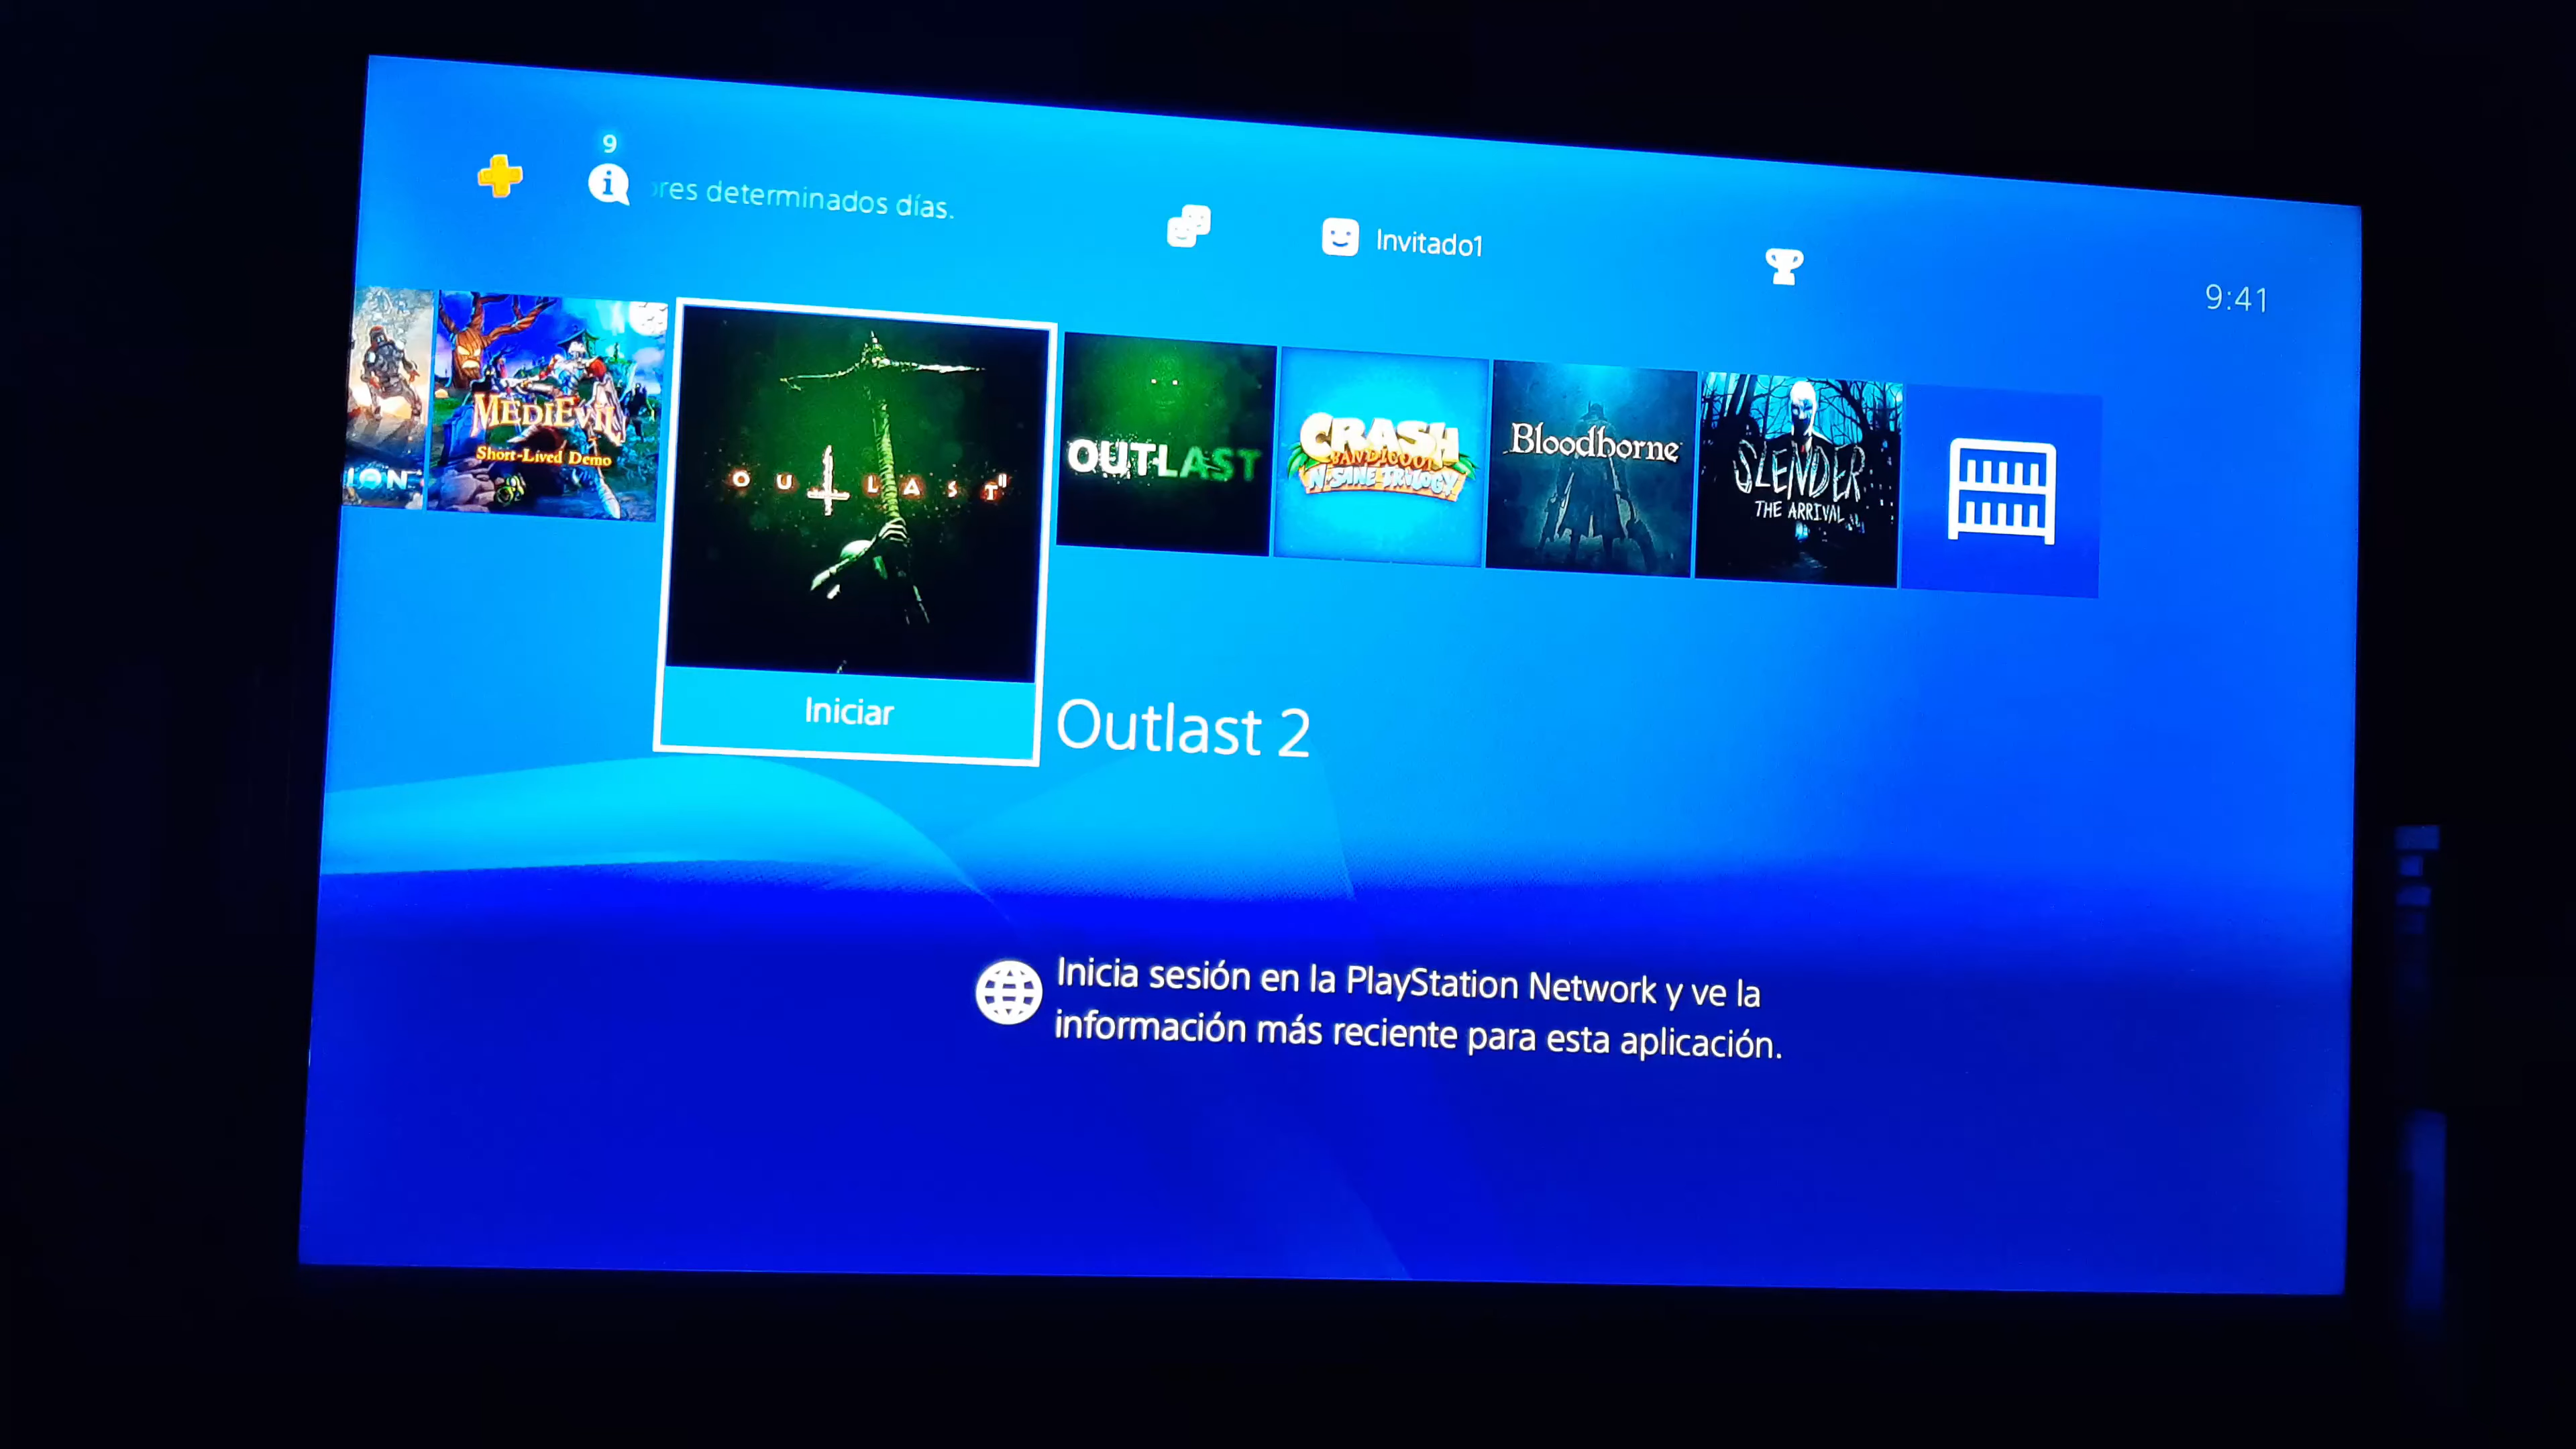 9
res determinados días.
Invitado1
9:41
ION
MEDIEVIL
Short-Lived Demo
OUTLAST II
OUTLAST
CRASH
BANDICOOT
N. SANE TRILOGY
Bloodborne
SLENDER
THE ARRIVAL
Iniciar
Outlast 2
Inicia sesión en la PlayStation Network y ve la
información más reciente para esta aplicación.